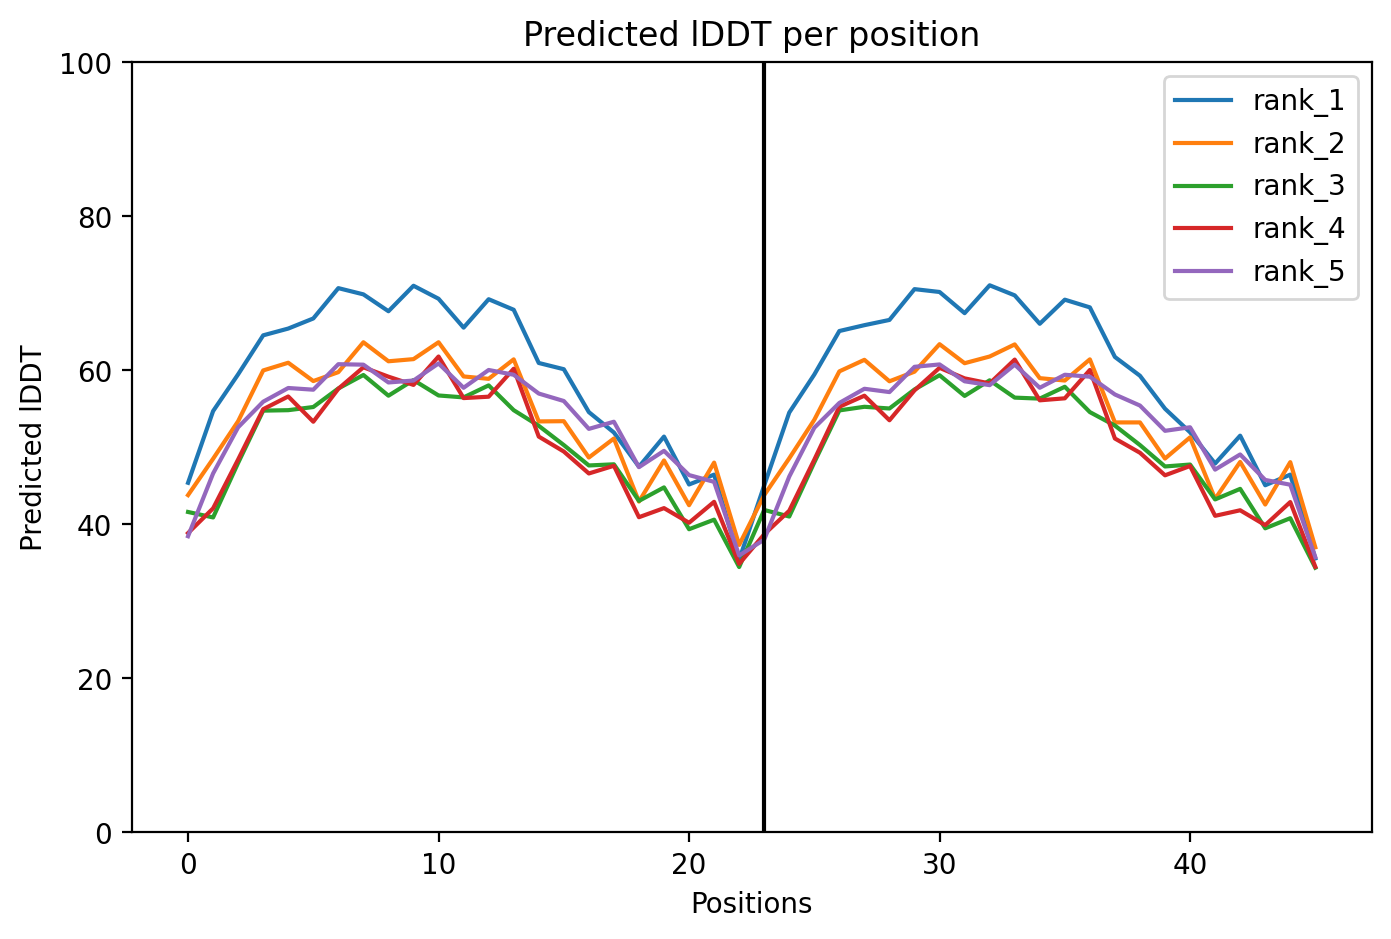 Predicted lDDT per position
Predicted lDDT
100
80
60
40
20
0
rank_1
rank_2
rank_3
rank_4
rank_5
0 10 20 30 40
Positions